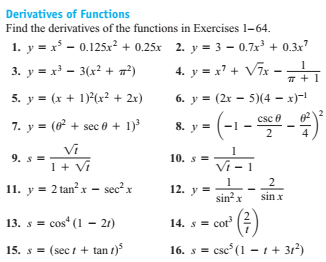 Derivatives of Functions
Find the derivatives of the functions in Exercises 1–64.
1. y = x⁵ − 0.125x² + 0.25x 2. y = 3 − 0.7x³ + 0.3x⁷
3. y = x³ − 3(x² + π²) 4. y = x⁷ + √7x − 1/(π + 1)
5. y = (x + 1)²(x² + 2x) 6. y = (2x − 5)(4 − x)⁻¹
7. y = (θ² + sec θ + 1)³ 8. y = (−1 − csc θ/2 − θ²/4)²
9. s = √t/(1 + √t) 10. s = 1/(√t − 1)
11. y = 2 tan² x − sec² x 12. y = 1/sin² x − 2/sin x
13. s = cos⁴ (1 − 2t) 14. s = cot³ (2/t)
15. s = (sec t + tan t)⁵ 16. s = csc⁵ (1 − t + 3t²)